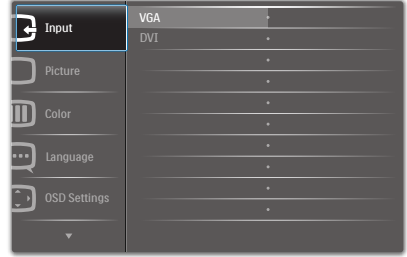 Input
Picture
Color
Language
OSD Settings
VGA
DVI